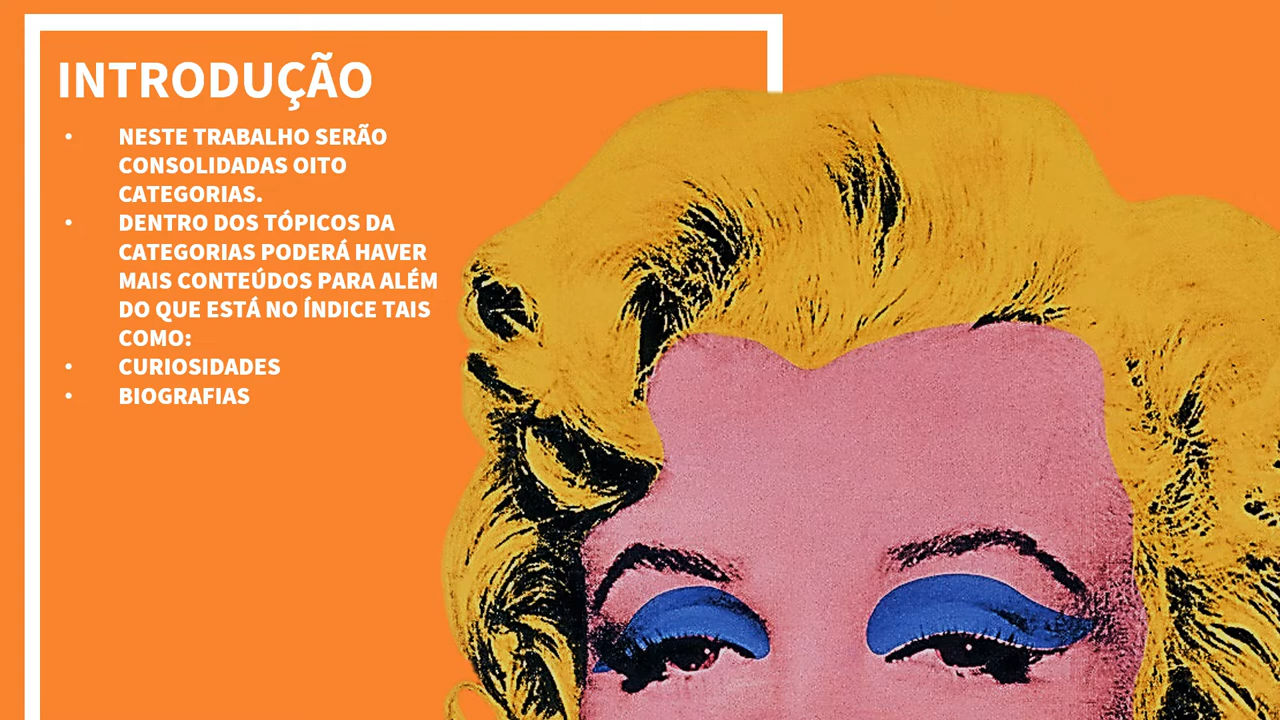 INTRODUÇÃO
• NESTE TRABALHO SERÃO
CONSOLIDADAS OITO
CATEGORIAS.
• DENTRO DOS TÓPICOS DA
CATEGORIAS PODERÁ HAVER
MAIS CONTEÚDOS PARA ALÉM
DO QUE ESTÁ NO ÍNDICE TAIS
COMO:
• CURIOSIDADES
• BIOGRAFIAS